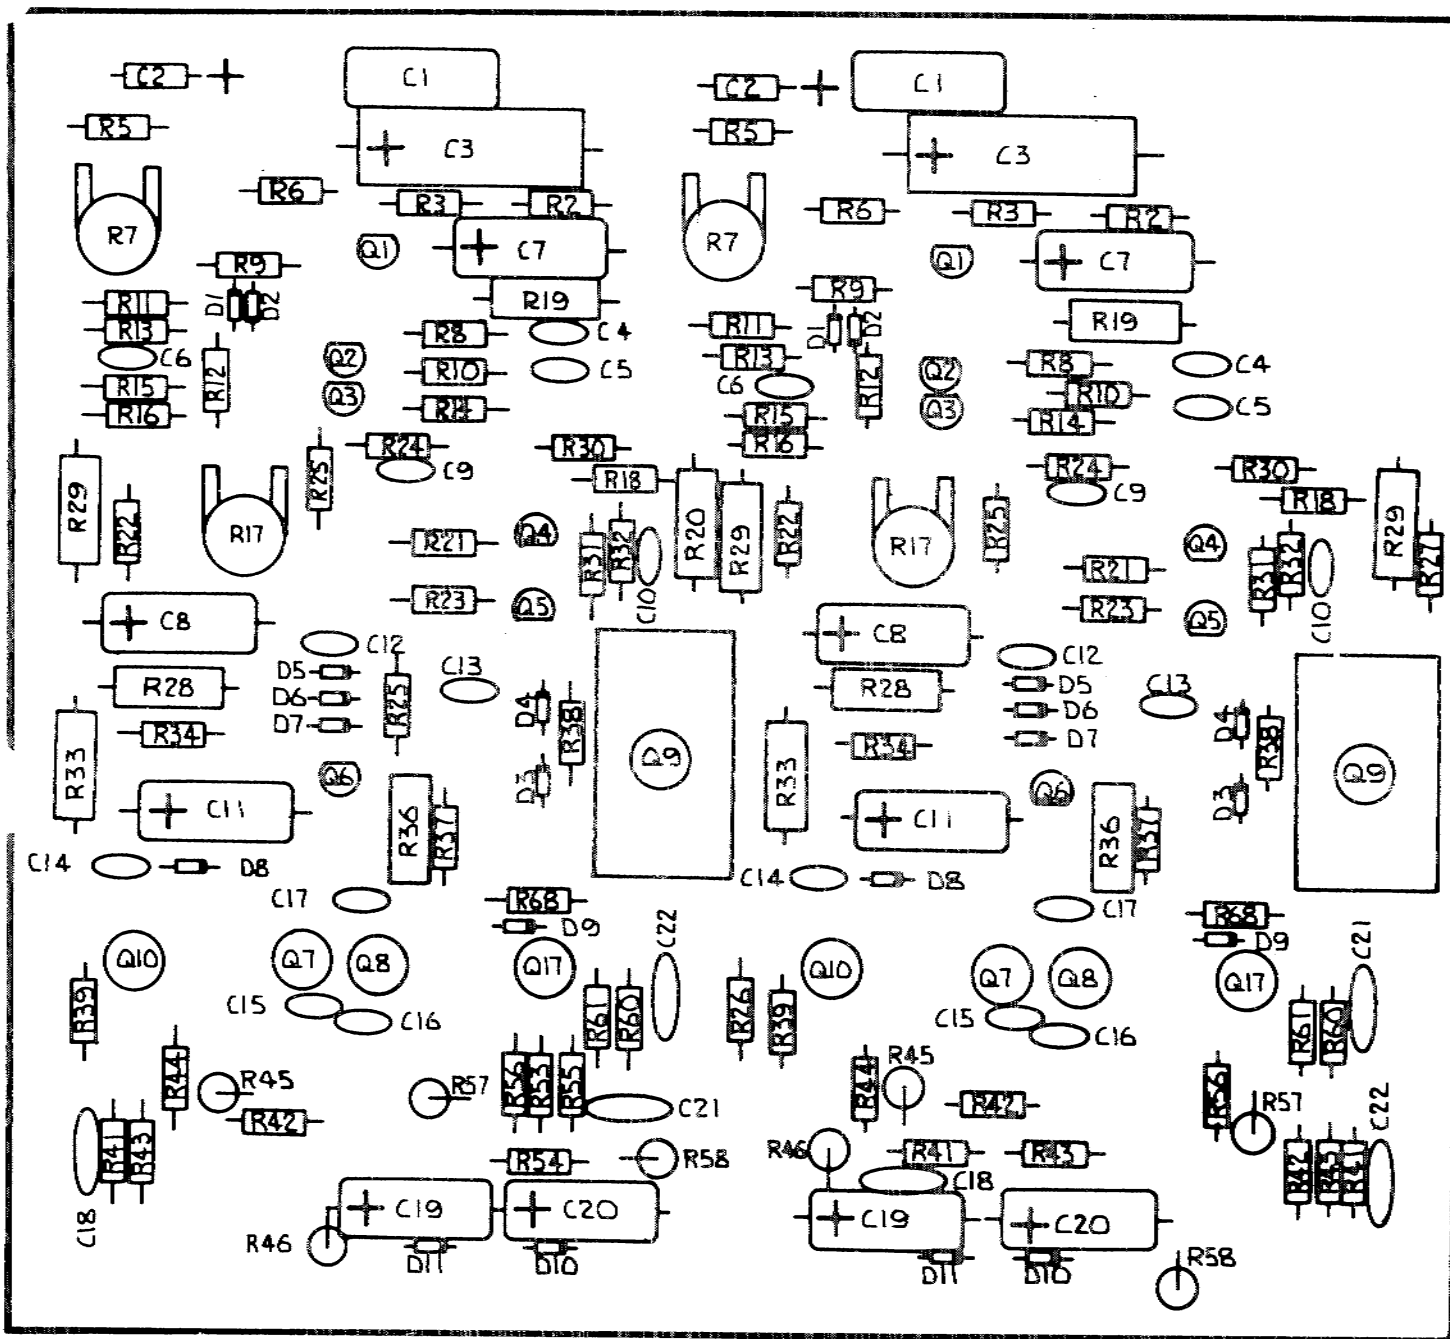 C2 C1 C2 C1
R5 C3 R5 C3
R6 R3 R2 R6 R3 R2
R7 Q1 C7 R7 Q1 C7
R9 R9
R11 D1 D2 R19 R11 D1 D2 R19
R13 R8 C4 R13 R8 C4
C6 R12 Q2 R10 C5 C6 R12 Q2 R10 C5
R15 Q3 R14 R15 Q3 R14
R16 R16
R24 R30 R24 R30
R25 C9 R18 C9 R18
R29 R22 R17 R21 Q4 R31 R32 C10 R20 R29 R22 R17 R25 R21 Q4 R31 R32 C10 R29 R27
R23 Q5 R23 Q5
C8 C12 C8 C12
D5 C13 D5 C13
R28 D6 R25 D4 R28 D6 D4
R34 D7 R38 R34 D7 R38
R33 Q6 D3 Q9 R33 Q6 D3 Q9
C11 R36 R37 C11 R36 R37
C14 D8 C14 D8
C17 R68 C17 R68
D9 C22 D9 C21
Q10 Q7 Q8 Q17 Q10 Q7 Q8 Q17
R39 C15 C16 R61 R60 R26 R39 C15 C16 R61 R60
R44 R45 R57 R56 R53 R55 R44 R45 R56 R57
R42 C21 R42 C22
R41 R43 R54 R58 R46 R41 R43 R42 R45 R41
C18 C18
C19 C20 C19 C20
R46 D11 D10 D11 D10 R58